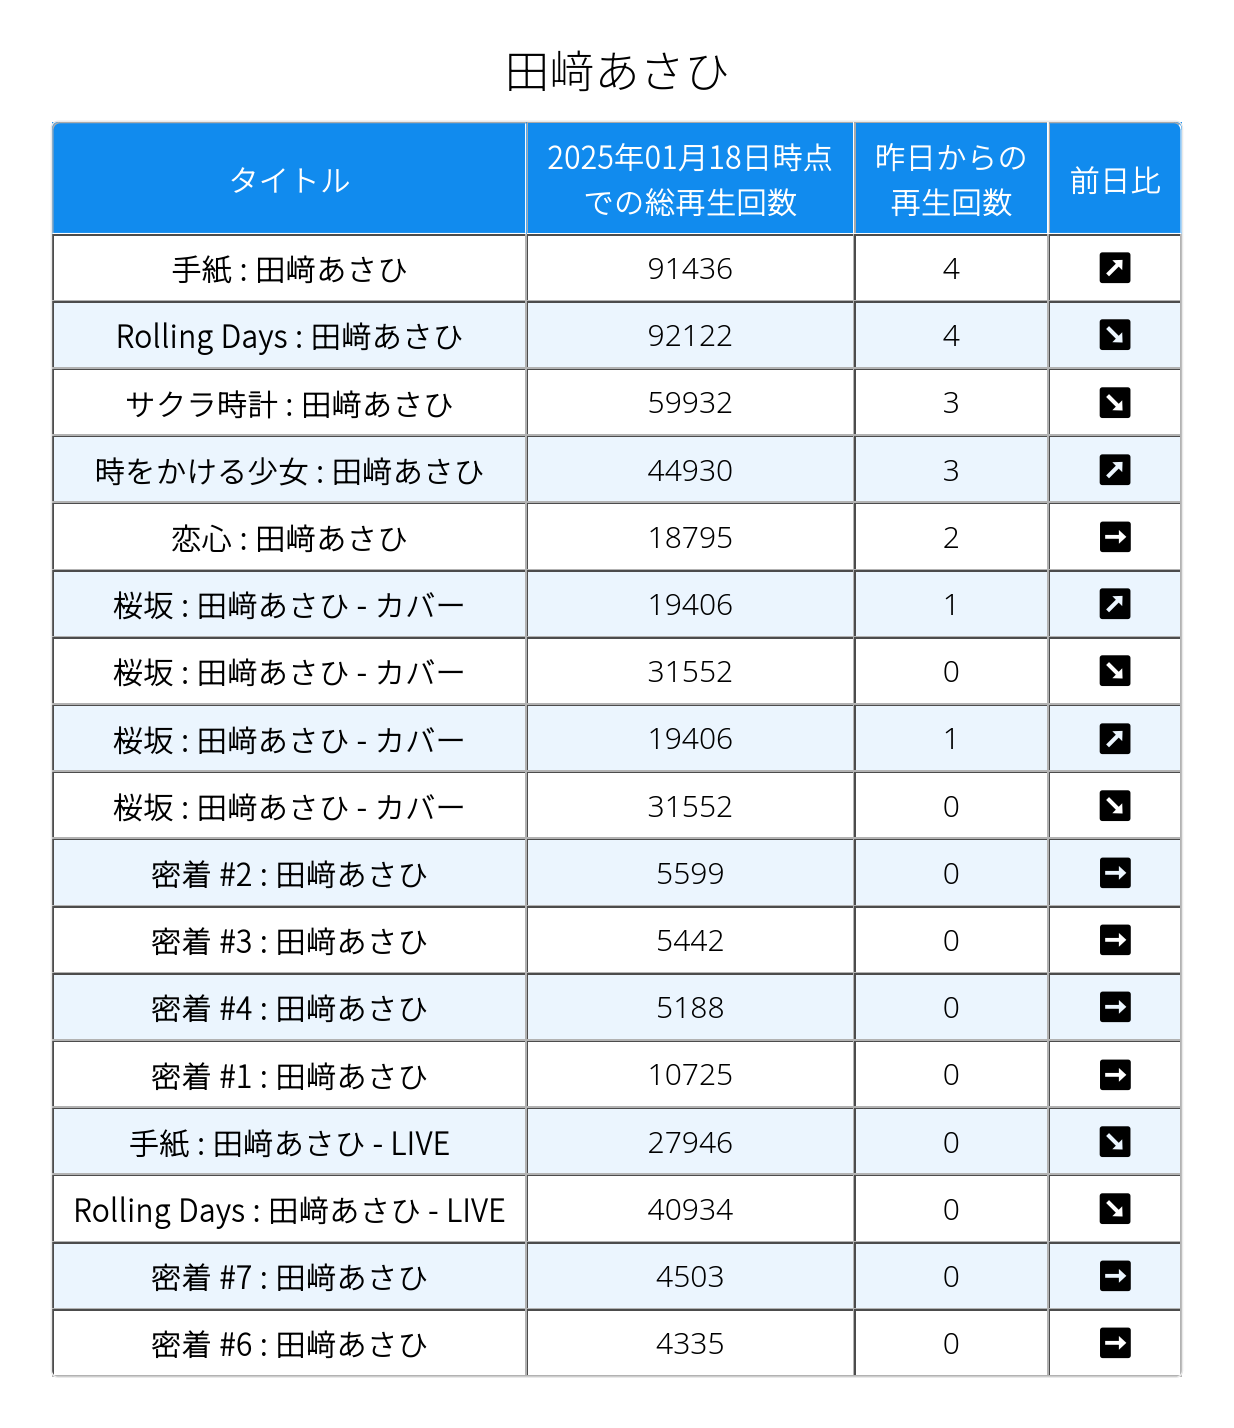 田﨑あさひ
タイトル 2025年01月18日時点 昨日からの 前日比
での総再生回数 再生回数
手紙 : 田﨑あさひ 91436 4
Rolling Days : 田﨑あさひ 92122 4
サクラ時計 : 田﨑あさひ 59932 3
時をかける少女 : 田﨑あさひ 44930 3
恋心 : 田﨑あさひ 18795 2
桜坂 : 田﨑あさひ - カバー 19406 1
桜坂 : 田﨑あさひ - カバー 31552 0
桜坂 : 田﨑あさひ - カバー 19406 1
桜坂 : 田﨑あさひ - カバー 31552 0
密着 #2 : 田﨑あさひ 5599 0
密着 #3 : 田﨑あさひ 5442 0
密着 #4 : 田﨑あさひ 5188 0
密着 #1 : 田﨑あさひ 10725 0
手紙 : 田﨑あさひ - LIVE 27946 0
Rolling Days : 田﨑あさひ - LIVE 40934 0
密着 #7 : 田﨑あさひ 4503 0
密着 #6 : 田﨑あさひ 4335 0